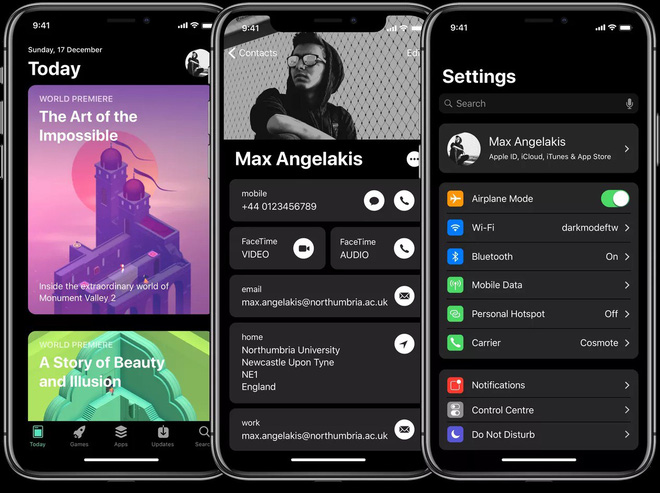 9:41
Sunday, 17 December
Today
WORLD PREMIERE
The Art of the
Impossible
Inside the extraordinary world of
Monument Valley 2
WORLD PREMIERE
A Story of Beauty
and Illusion
Today
Games
Apps
Updates
Search
9:41
Contacts
Edit
Max Angelakis
mobile
+44 0123456789
FaceTime
VIDEO
FaceTime
AUDIO
email
max.angelakis@northumbria.ac.uk
home
Northumbria University
Newcastle Upon Tyne
NE1
England
work
max.angelakis@northumbria.ac.uk
9:41
Settings
Search
Max Angelakis
Apple ID, iCloud, iTunes & App Store
Airplane Mode
Wi-Fi
darkmodeftw
Bluetooth
On
Mobile Data
Personal Hotspot
Off
Carrier
Cosmote
Notifications
Control Centre
Do Not Disturb